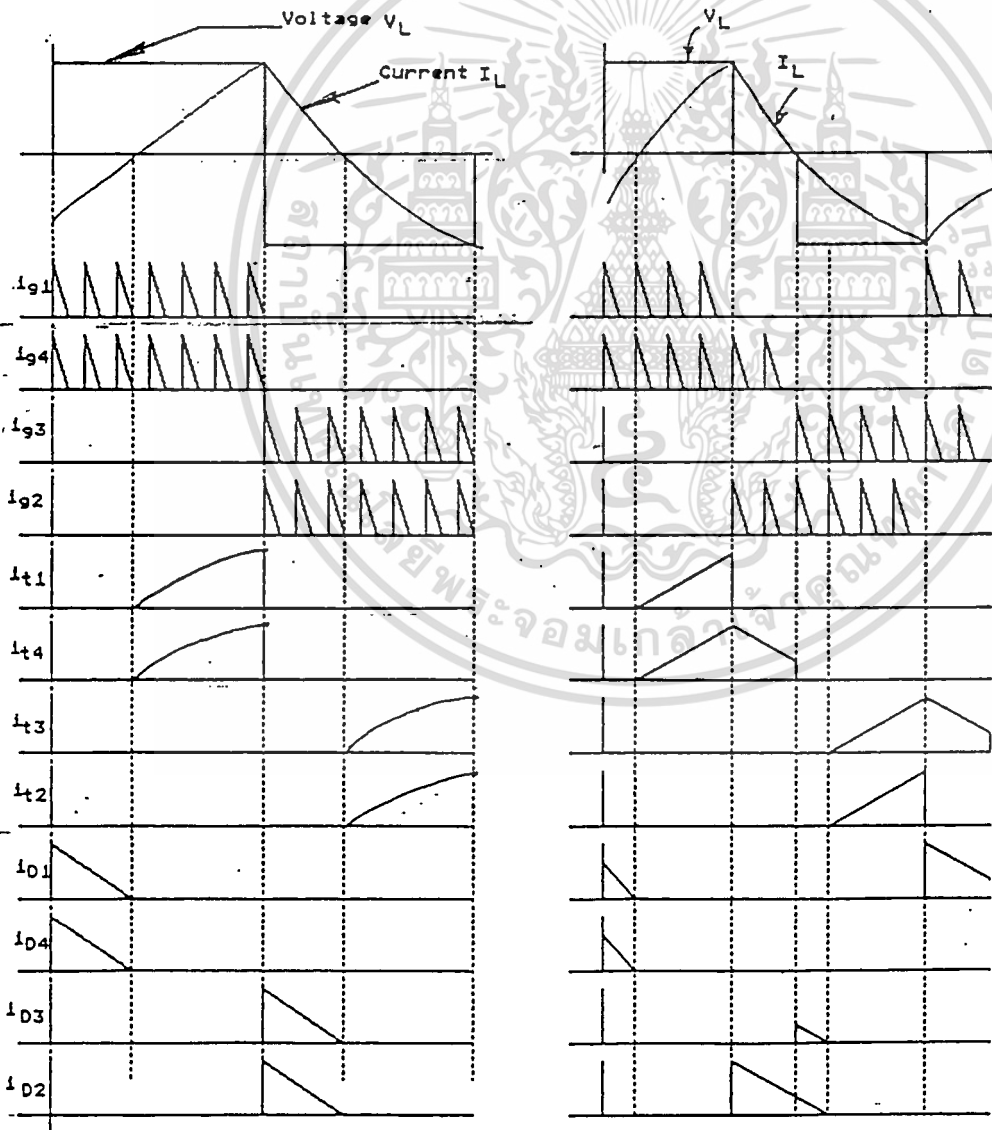 Voltage V_L
Current I_L
V_L
I_L
i_g1
i_g4
i_g3
i_g2
i_t1
i_t4
i_t3
i_t2
i_D1
i_D4
i_D3
i_D2